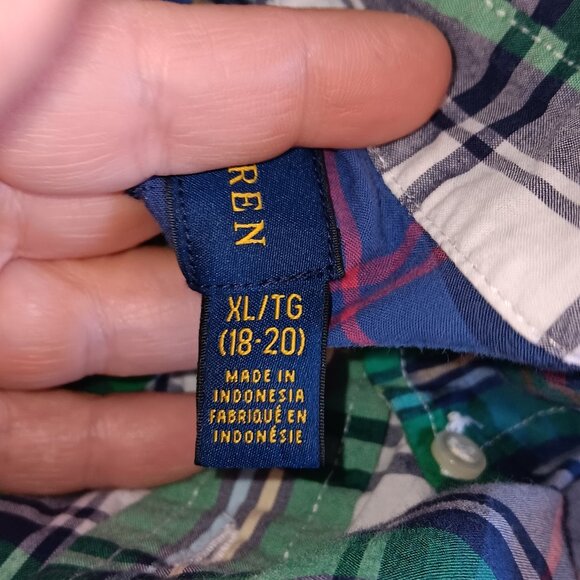 REN
XL/TG
(18-20)
MADE IN
INDONESIA
FABRIQUÉ EN
INDONÉSIE